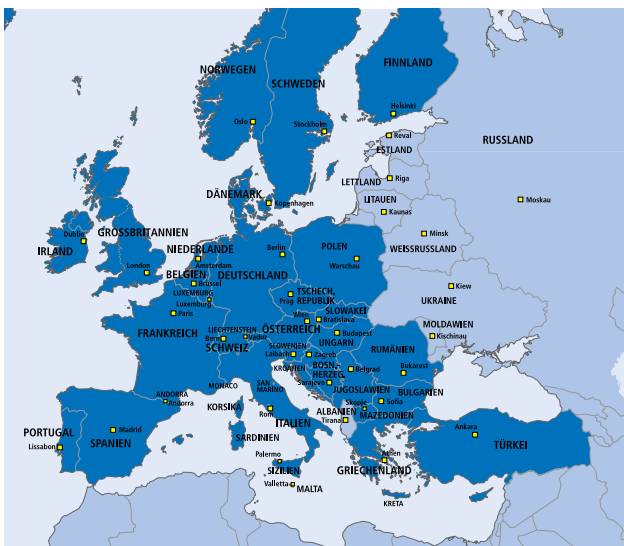 NORWEGEN
FINNLAND
SCHWEDEN
Helsinki
Oslo
Stockholm
Reval
ESTLAND
RUSSLAND
LETTLAND
Riga
DÄNEMARK
LITAUEN
Kopenhagen
Kaunas
Moskau
GROSSBRITANNIEN
Dublin
IRLAND
Minsk
WEISSRUSSLAND
NIEDERLANDE
Amsterdam
Berlin
POLEN
London
BELGIEN
DEUTSCHLAND
Warschau
Brüssel
Kiew
UKRAINE
LUXEMBURG
Luxemburg
TSCHECH.
REPUBLIK
Prag
Paris
SLOWAKEI
Wien
Bratislava
MOLDAWIEN
Kischinau
FRANKREICH
LIECHTENSTEIN
Vaduz
ÖSTERREICH
Bern
SCHWEIZ
Budapest
UNGARN
SLOWENIEN
Laibach
Zagreb
RUMÄNIEN
KROATIEN
BOSN.-
HERZEG.
Belgrad
Bukarest
MONACO
SAN
MARINO
Sarajevo
JUGOSLAWIEN
BULGARIEN
ANDORRA
Andorra
KORSIKA
Skopje
Sofia
MAZEDONIEN
Rom
ITALIEN
ALBANIEN
Tirana
PORTUGAL
Madrid
SPANIEN
Lissabon
SARDINIEN
Ankara
TÜRKEI
Palermo
SIZILIEN
Athen
GRIECHENLAND
Valletta
MALTA
KRETA